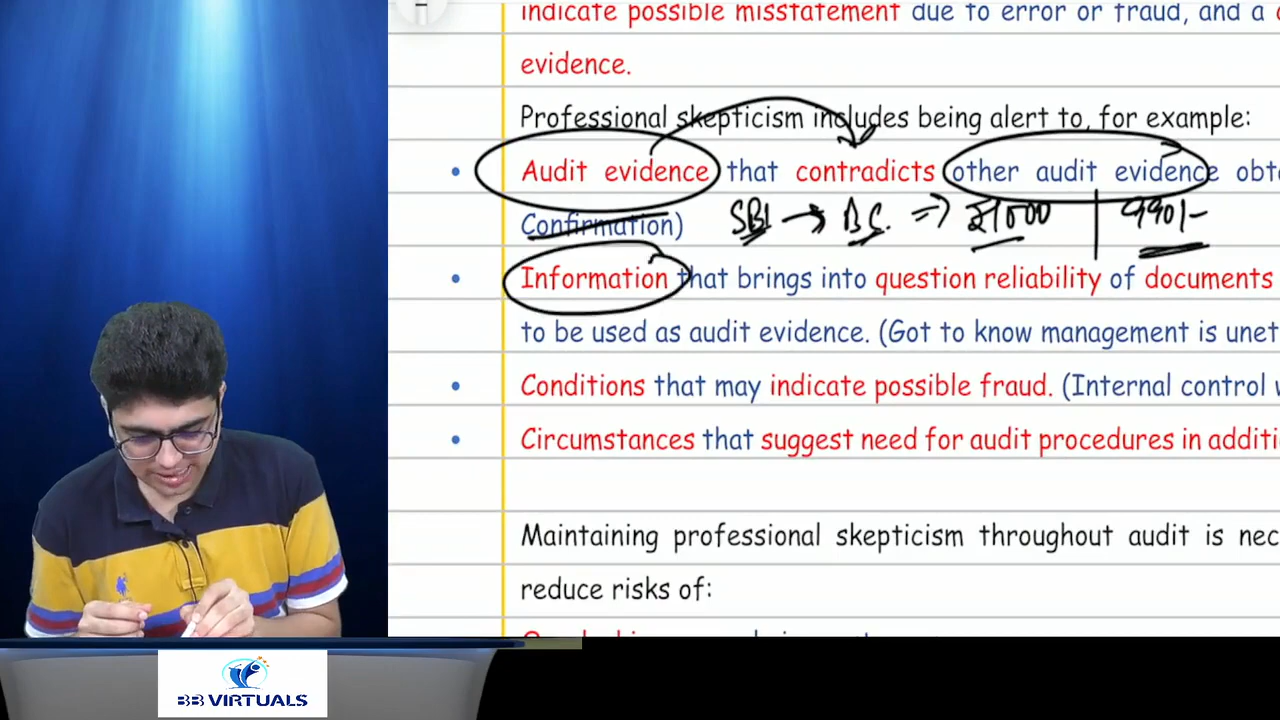 indicate possible misstatement due to error or fraud, and a
evidence.
Professional skepticism includes being alert to, for example:
• Audit evidence that contradicts other audit evidence obt
Confirmation) SBI → B.C. ⇒ ₹1000 | 990/-
• Information that brings into question reliability of documents
to be used as audit evidence. (Got to know management is unet
• Conditions that may indicate possible fraud. (Internal control
• Circumstances that suggest need for audit procedures in additi
Maintaining professional skepticism throughout audit is nec
reduce risks of:
BB VIRTUALS